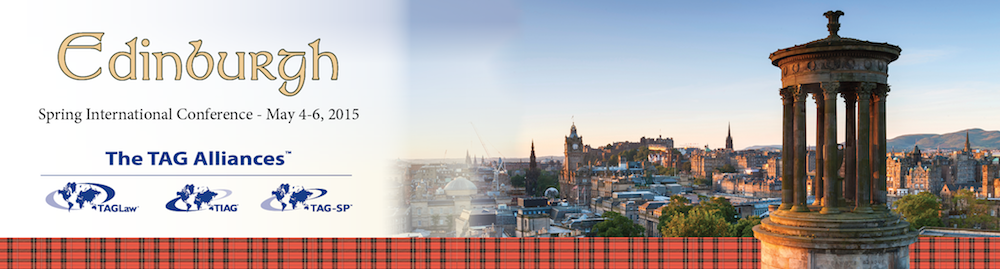 Edinburgh
Spring International Conference - May 4-6, 2015
The TAG Alliances™
TAGLaw® TIAG® TAG-SP®